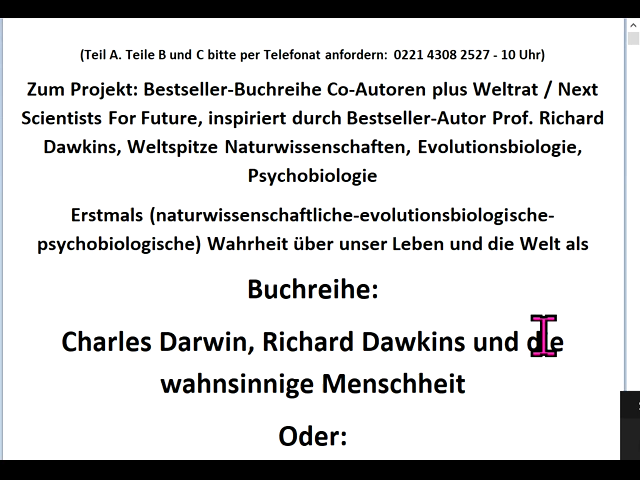 (Teil A. Teile B und C bitte per Telefonat anfordern: 0221 4308 2527 - 10 Uhr)
Zum Projekt: Bestseller-Buchreihe Co-Autoren plus Weltrat / Next
Scientists For Future, inspiriert durch Bestseller-Autor Prof. Richard
Dawkins, Weltspitze Naturwissenschaften, Evolutionsbiologie,
Psychobiologie
Erstmals (naturwissenschaftliche-evolutionsbiologische-
psychobiologische) Wahrheit über unser Leben und die Welt als
Buchreihe:
Charles Darwin, Richard Dawkins und die
wahnsinnige Menschheit
Oder: